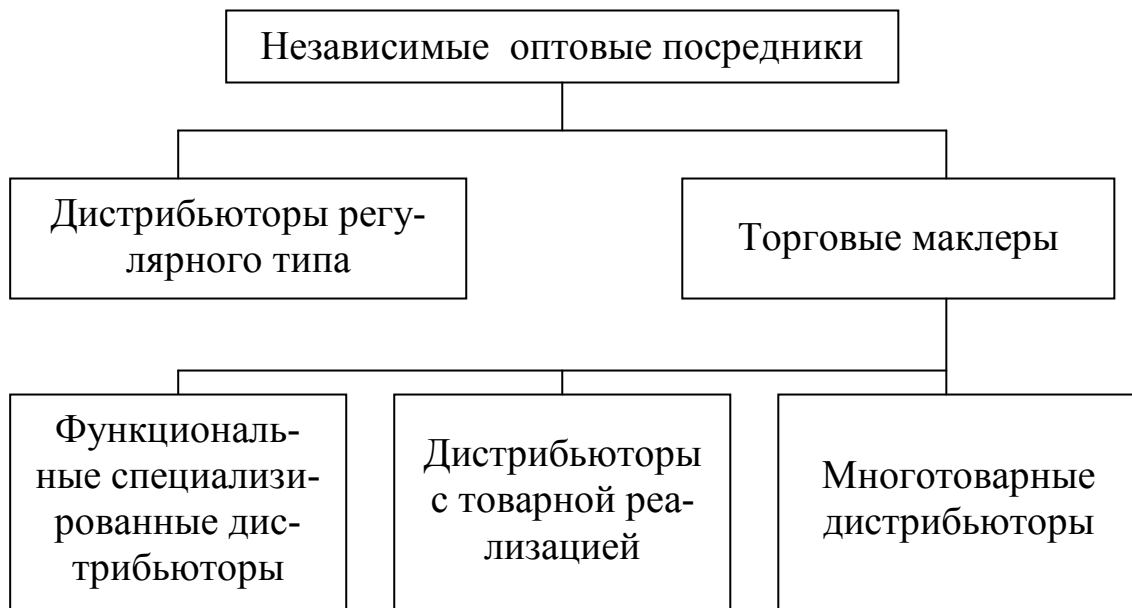 Независимые оптовые посредники
Дистрибьюторы регу-
лярного типа
Торговые маклеры
Функциональ-
ные специализи-
рованные дис-
трибьюторы
Дистрибьюторы
с товарной реа-
лизацией
Многотоварные
дистрибьюторы